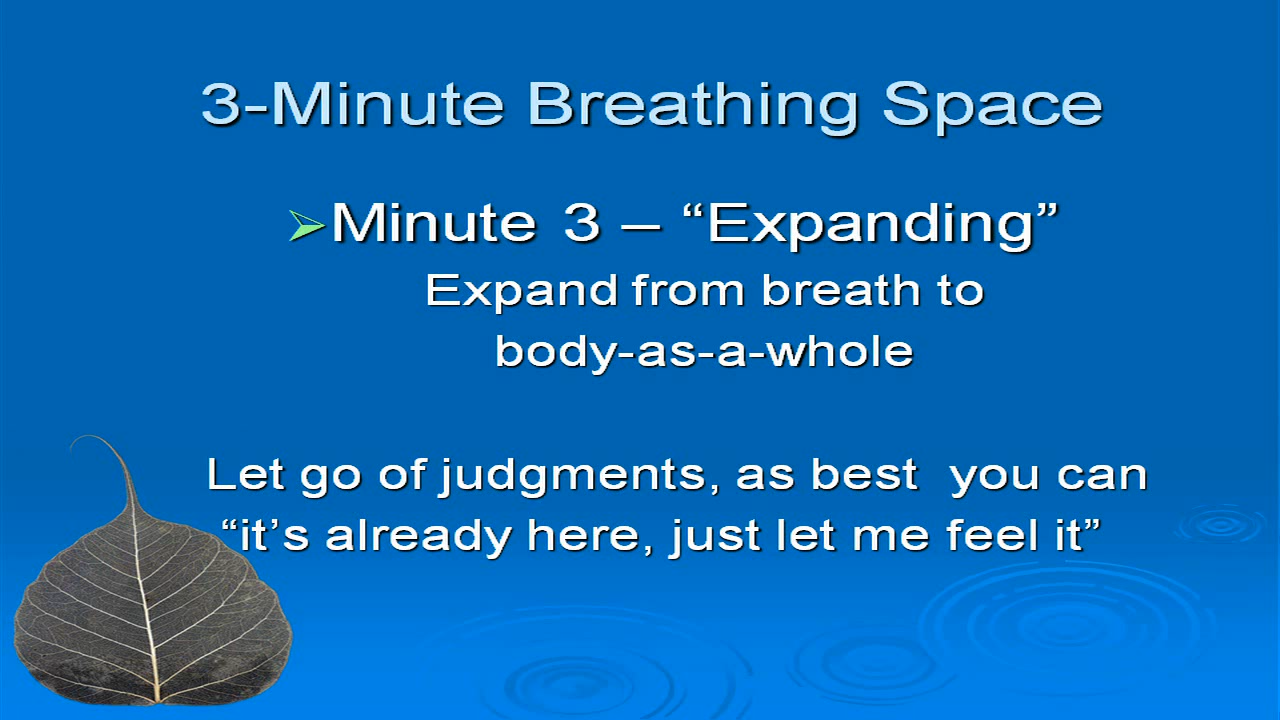 3-Minute Breathing Space
➢Minute 3 – “Expanding”
Expand from breath to
body-as-a-whole
Let go of judgments, as best  you can
“it’s already here, just let me feel it”